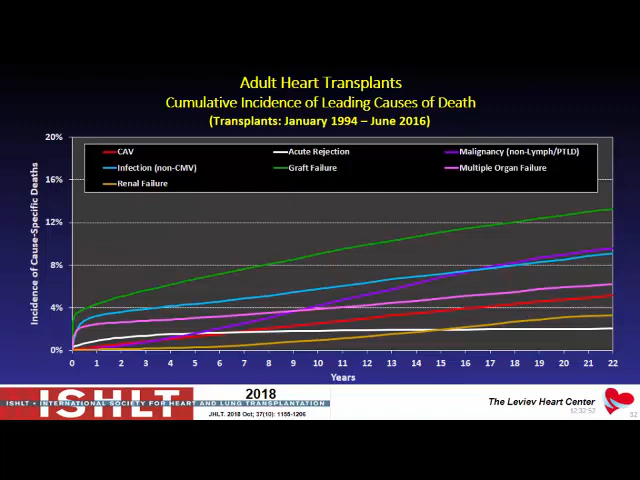 Adult Heart Transplants
Cumulative Incidence of Leading Causes of Death
(Transplants: January 1994 – June 2016)
20%
16%
12%
8%
4%
0%
Incidence of Cause-Specific Deaths
CAV
Acute Rejection
Malignancy (non-Lymph/PTLD)
Infection (non-CMV)
Graft Failure
Multiple Organ Failure
Renal Failure
0 1 2 3 4 5 6 7 8 9 10 11 12 13 14 15 16 17 18 19 20 21 22
Years
ISHLT
ISHLT • INTERNATIONAL SOCIETY FOR HEART AND LUNG TRANSPLANTATION
2018
JHLT. 2018 Oct; 37(10): 1155-1206
The Leviev Heart Center
12:32:52
32